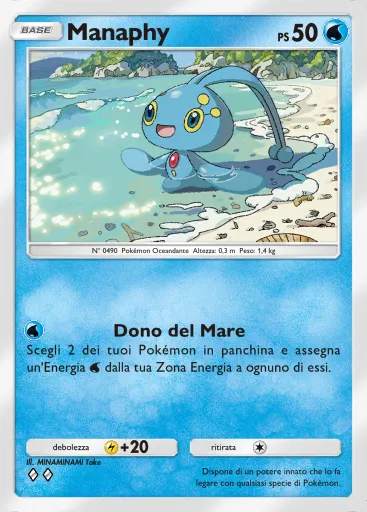 BASE Manaphy PS 50
N° 0490 Pokémon Oceandante Altezza: 0,3 m Peso: 1,4 kg
Dono del Mare
Scegli 2 dei tuoi Pokémon in panchina e assegna
un'Energia dalla tua Zona Energia a ognuno di essi.
debolezza +20 ritirata
Ill. MINAMINAMI Take
Dispone di un potere innato che lo fa
legare con qualsiasi specie di Pokémon.